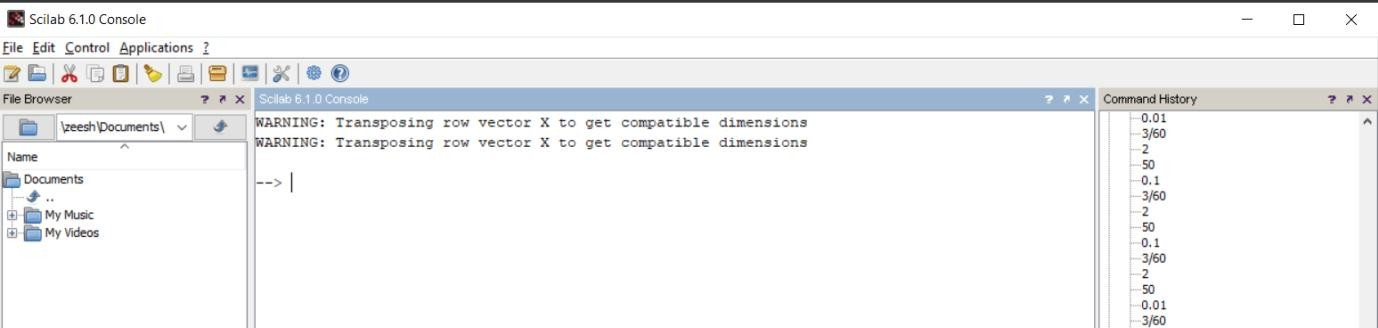 Scilab 6.1.0 Console
File Edit Control Applications ?
File Browser ? Scilab 6.1.0 Console ? Command History ?
\zeesh\Documents\
Name
Documents
..
My Music
My Videos
WARNING: Transposing row vector X to get compatible dimensions
WARNING: Transposing row vector X to get compatible dimensions
-->
0.01
3/60
2
50
0.1
3/60
2
50
0.1
3/60
2
50
0.01
3/60